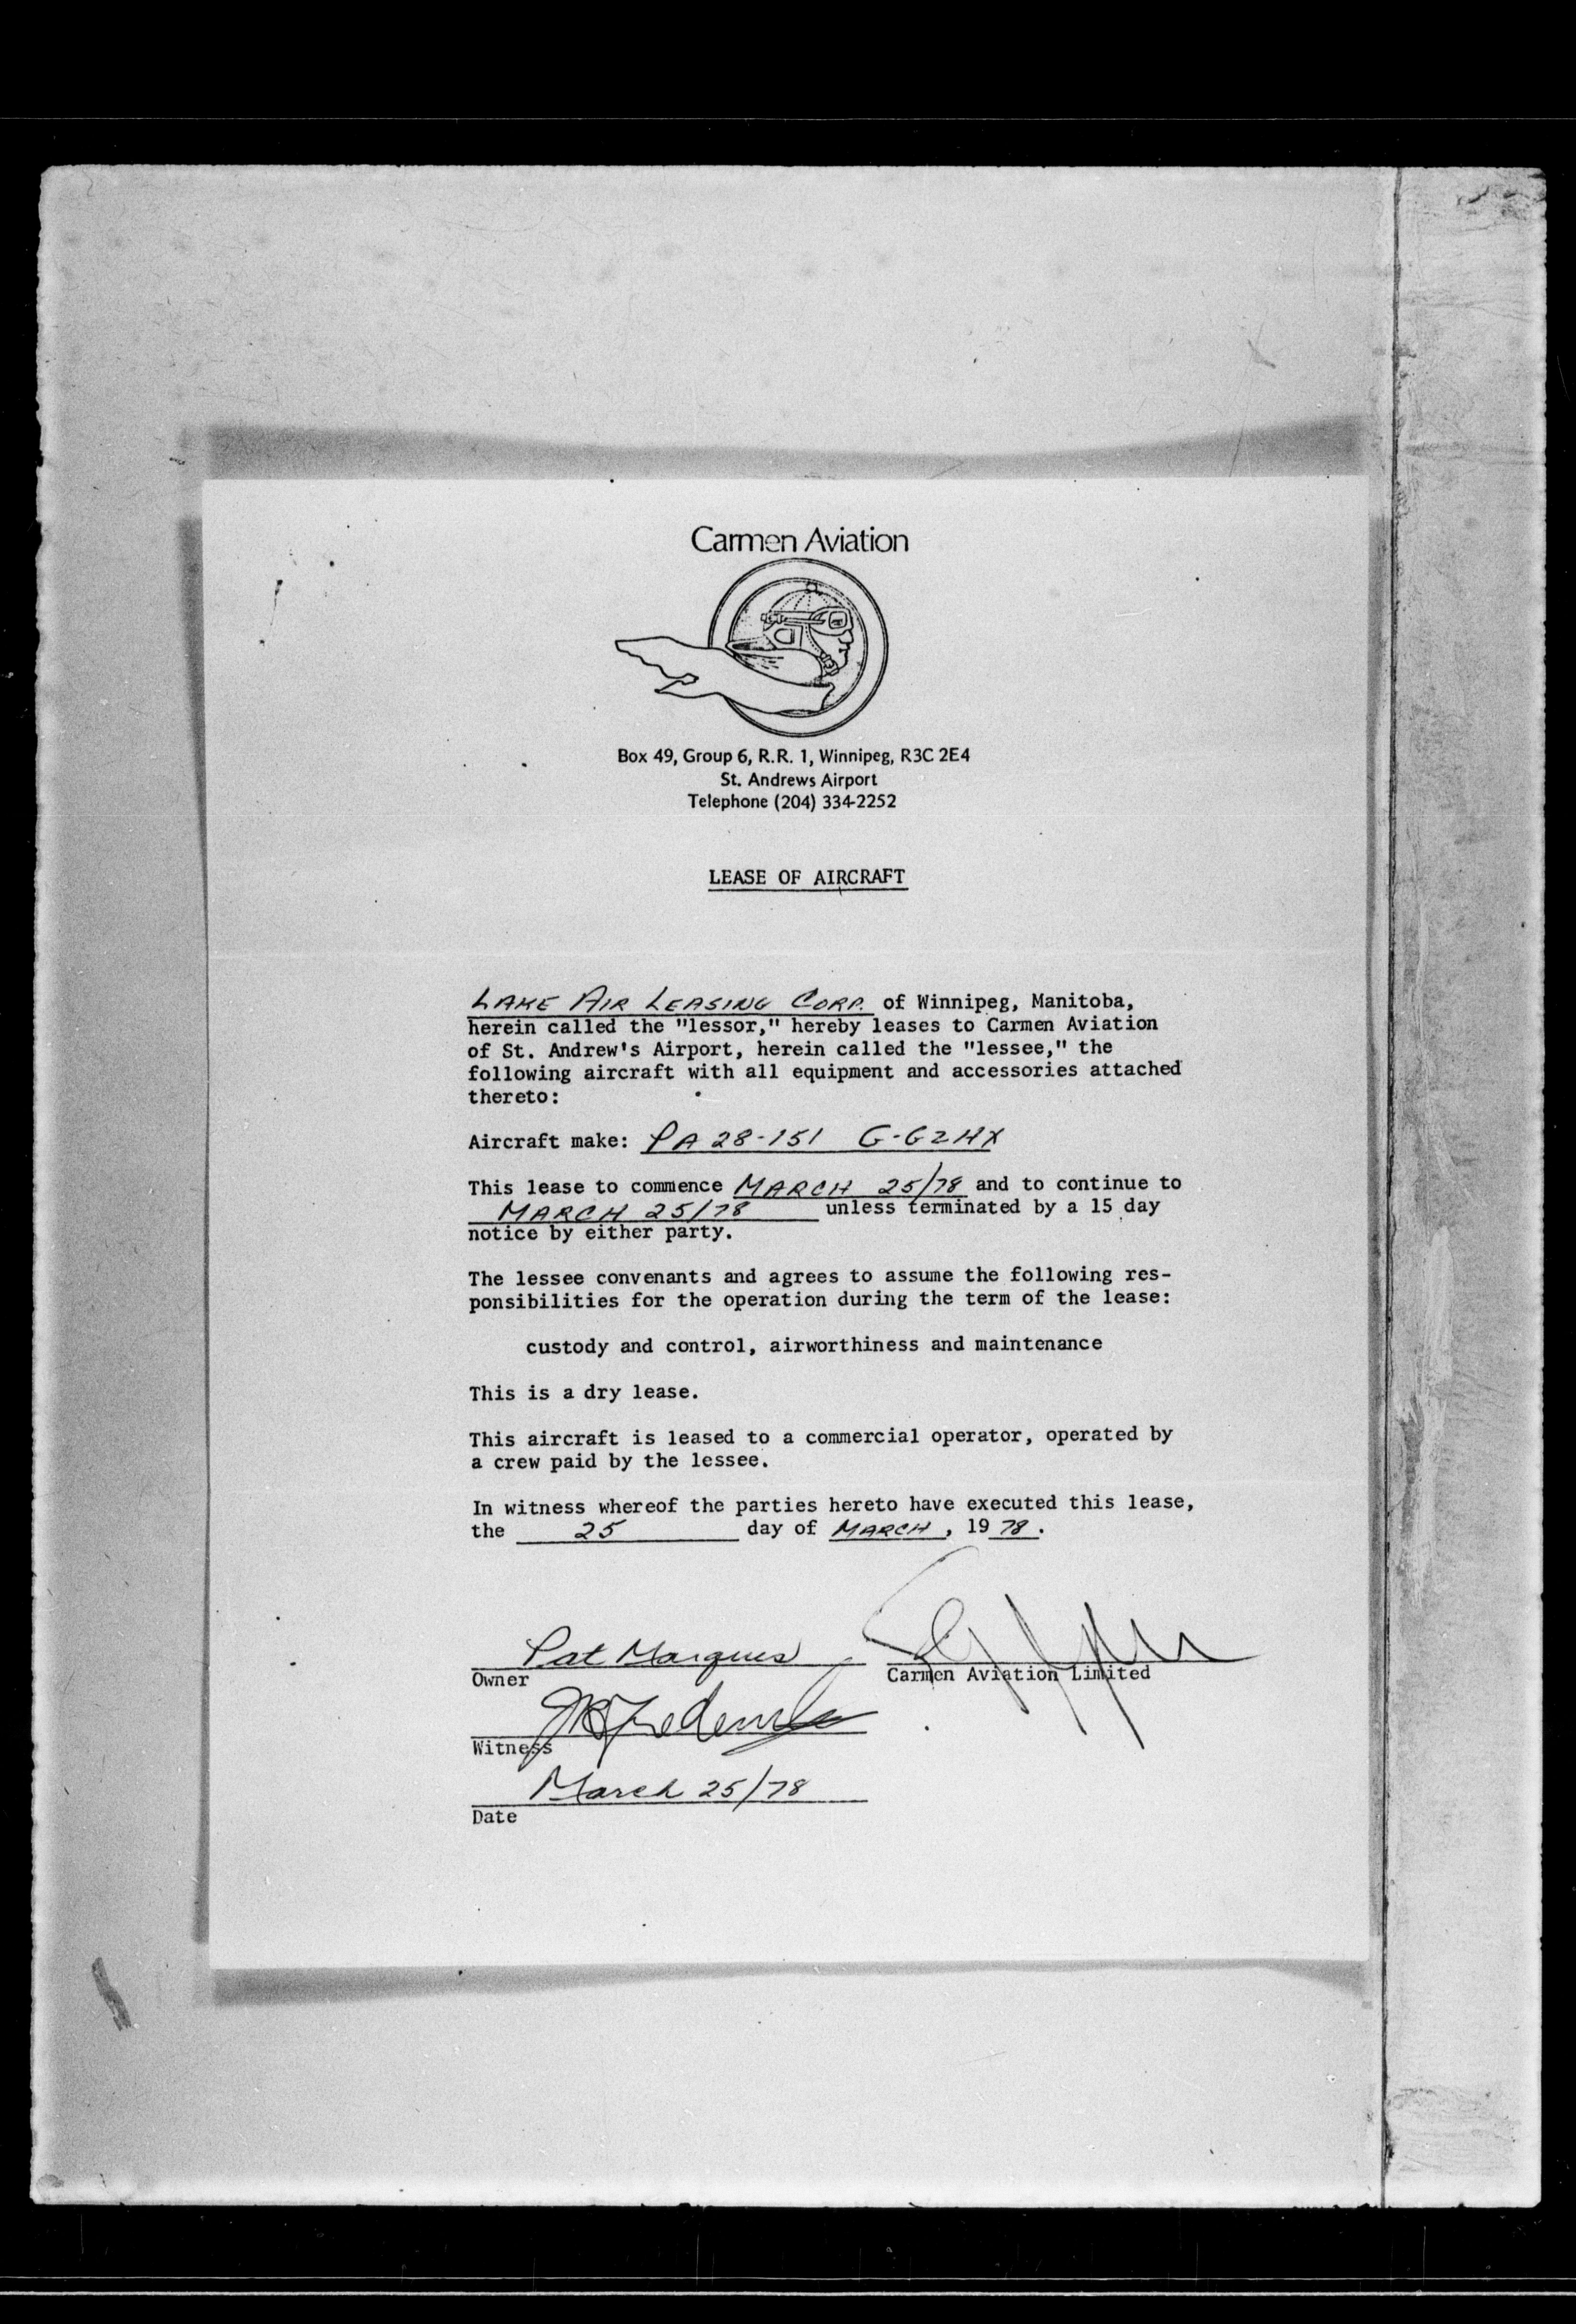 Carmen Aviation
Box 49, Group 6, R.R. 1, Winnipeg, R3C 2E4
St. Andrews Airport
Telephone (204) 334-2252
LEASE OF AIRCRAFT
LAKE AIR LEASING CORP. of Winnipeg, Manitoba,
herein called the "lessor," hereby leases to Carmen Aviation
of St. Andrew's Airport, herein called the "lessee," the
following aircraft with all equipment and accessories attached
thereto:
Aircraft make: PA 28-151 G-GZHX
This lease to commence MARCH 25/78 and to continue to
MARCH 25/78 unless terminated by a 15 day
notice by either party.
The lessee convenants and agrees to assume the following res-
ponsibilities for the operation during the term of the lease:
custody and control, airworthiness and maintenance
This is a dry lease.
This aircraft is leased to a commercial operator, operated by
a crew paid by the lessee.
In witness whereof the parties hereto have executed this lease,
the 25 day of MARCH, 19 78.
Pat Marques
Owner
Carmen Aviation Limited
Witness
March 25/78
Date